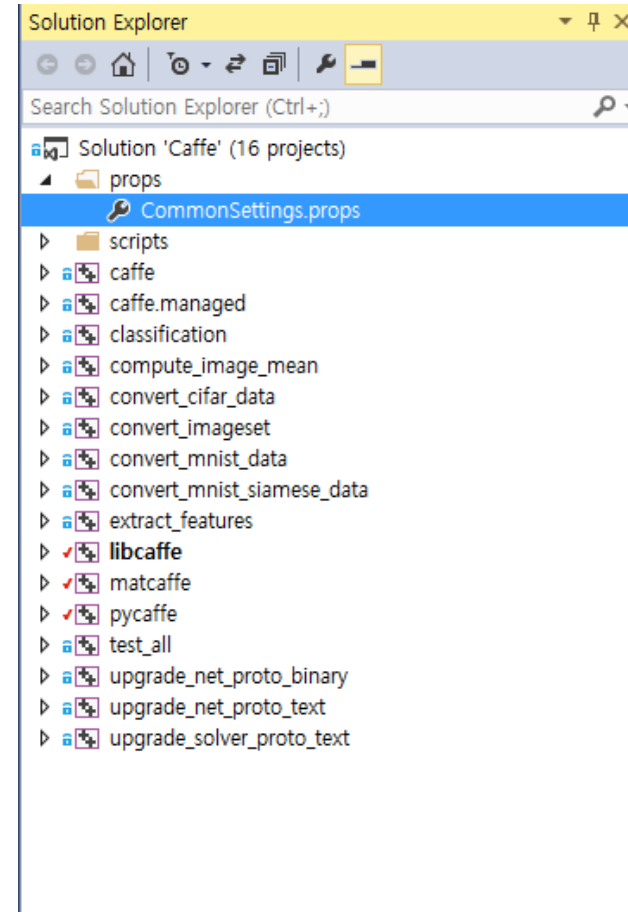 Solution Explorer
Search Solution Explorer (Ctrl+;)
Solution 'Caffe' (16 projects)
props
CommonSettings.props
scripts
caffe
caffe.managed
classification
compute_image_mean
convert_cifar_data
convert_imageset
convert_mnist_data
convert_mnist_siamese_data
extract_features
libcaffe
matcaffe
pycaffe
test_all
upgrade_net_proto_binary
upgrade_net_proto_text
upgrade_solver_proto_text